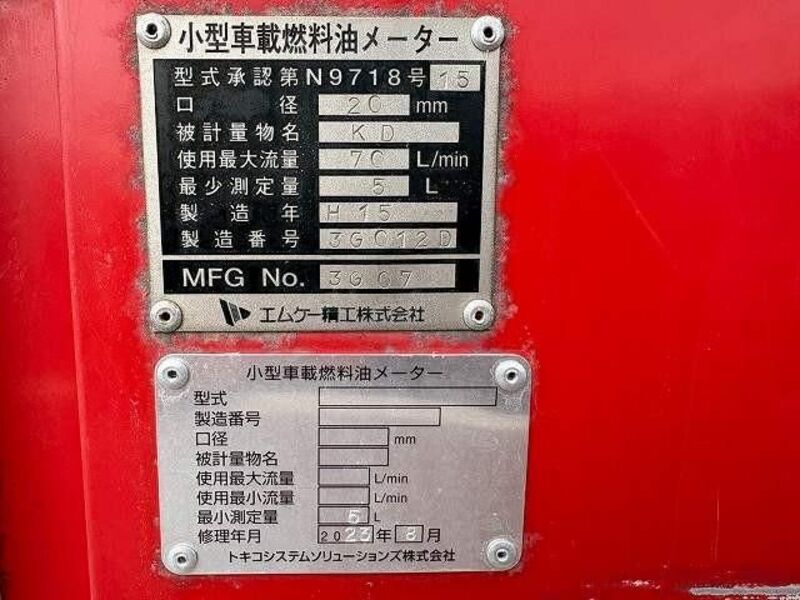 小型車載燃料油メーター
型式承認第N9718号 15
口径 20 mm
被計量物名 KD
使用最大流量 70 L/min
最少測定量 5 L
製造年 H 15
製造番号 3G012D
MFG No. 3G67
エムケー精工株式会社
小型車載燃料油メーター
型式
製造番号
口径 mm
被計量物名
使用最大流量 L/min
使用最小流量 L/min
最小測定量 5 L
修理年月 2023年8月
トキコシステムソリューションズ株式会社